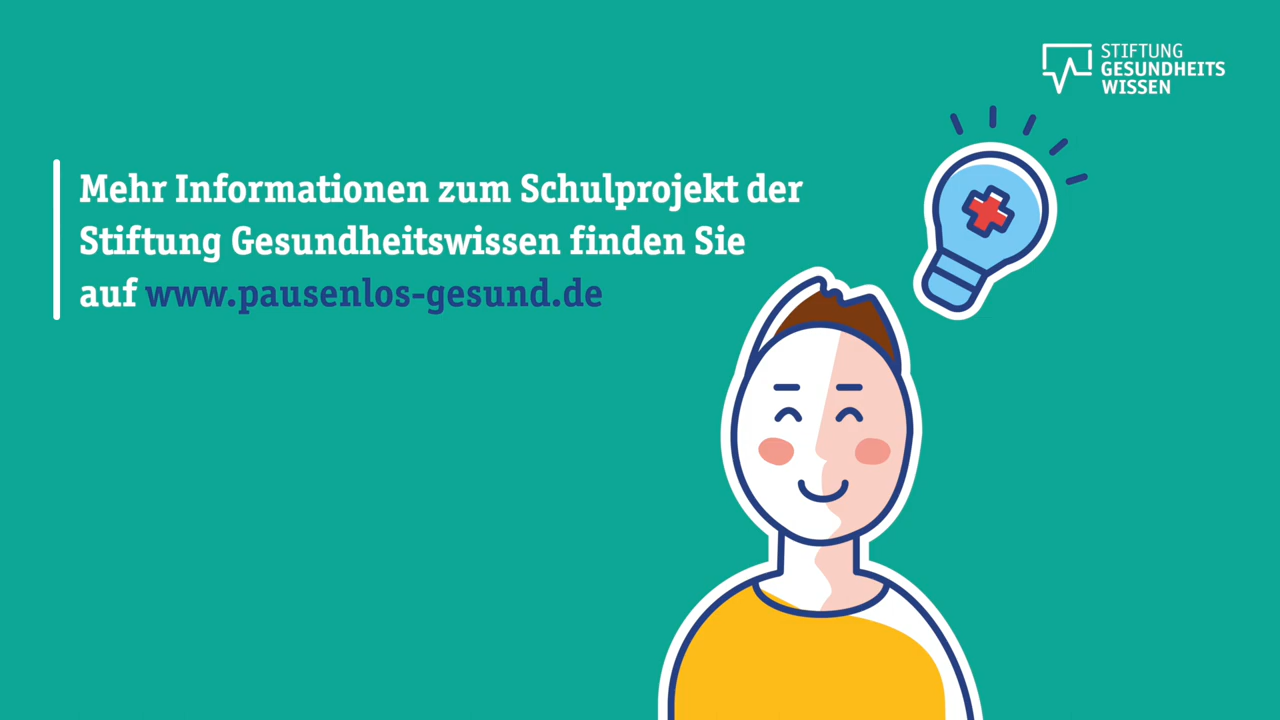 STIFTUNG
GESUNDHEITS
WISSEN
Mehr Informationen zum Schulprojekt der
Stiftung Gesundheitswissen finden Sie
auf www.pausenlos-gesund.de